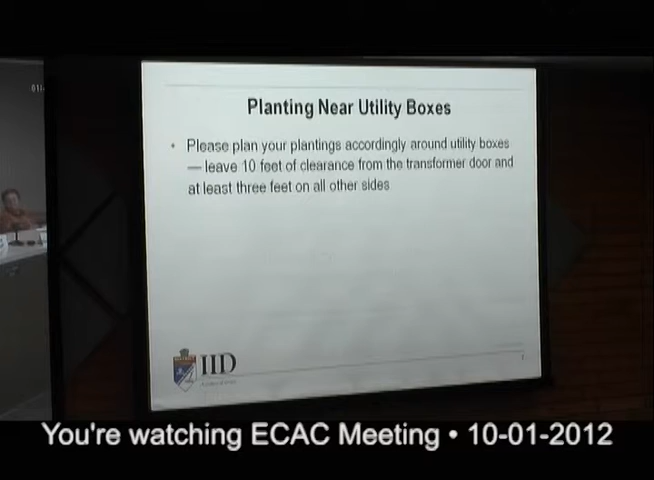 Planting Near Utility Boxes
• Please plan your plantings accordingly around utility boxes
— leave 10 feet of clearance from the transformer door and
at least three feet on all other sides
IID
You're watching ECAC Meeting • 10-01-2012